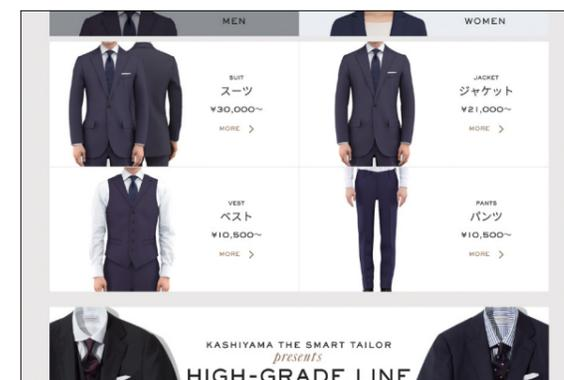 MEN
WOMEN
SUIT
スーツ
¥30,000〜
MORE
JACKET
ジャケット
¥21,000〜
MORE
VEST
ベスト
¥10,500〜
MORE
PANTS
パンツ
¥10,500〜
MORE
KASHIYAMA THE SMART TAILOR
presents
HIGH-GRADE LINE